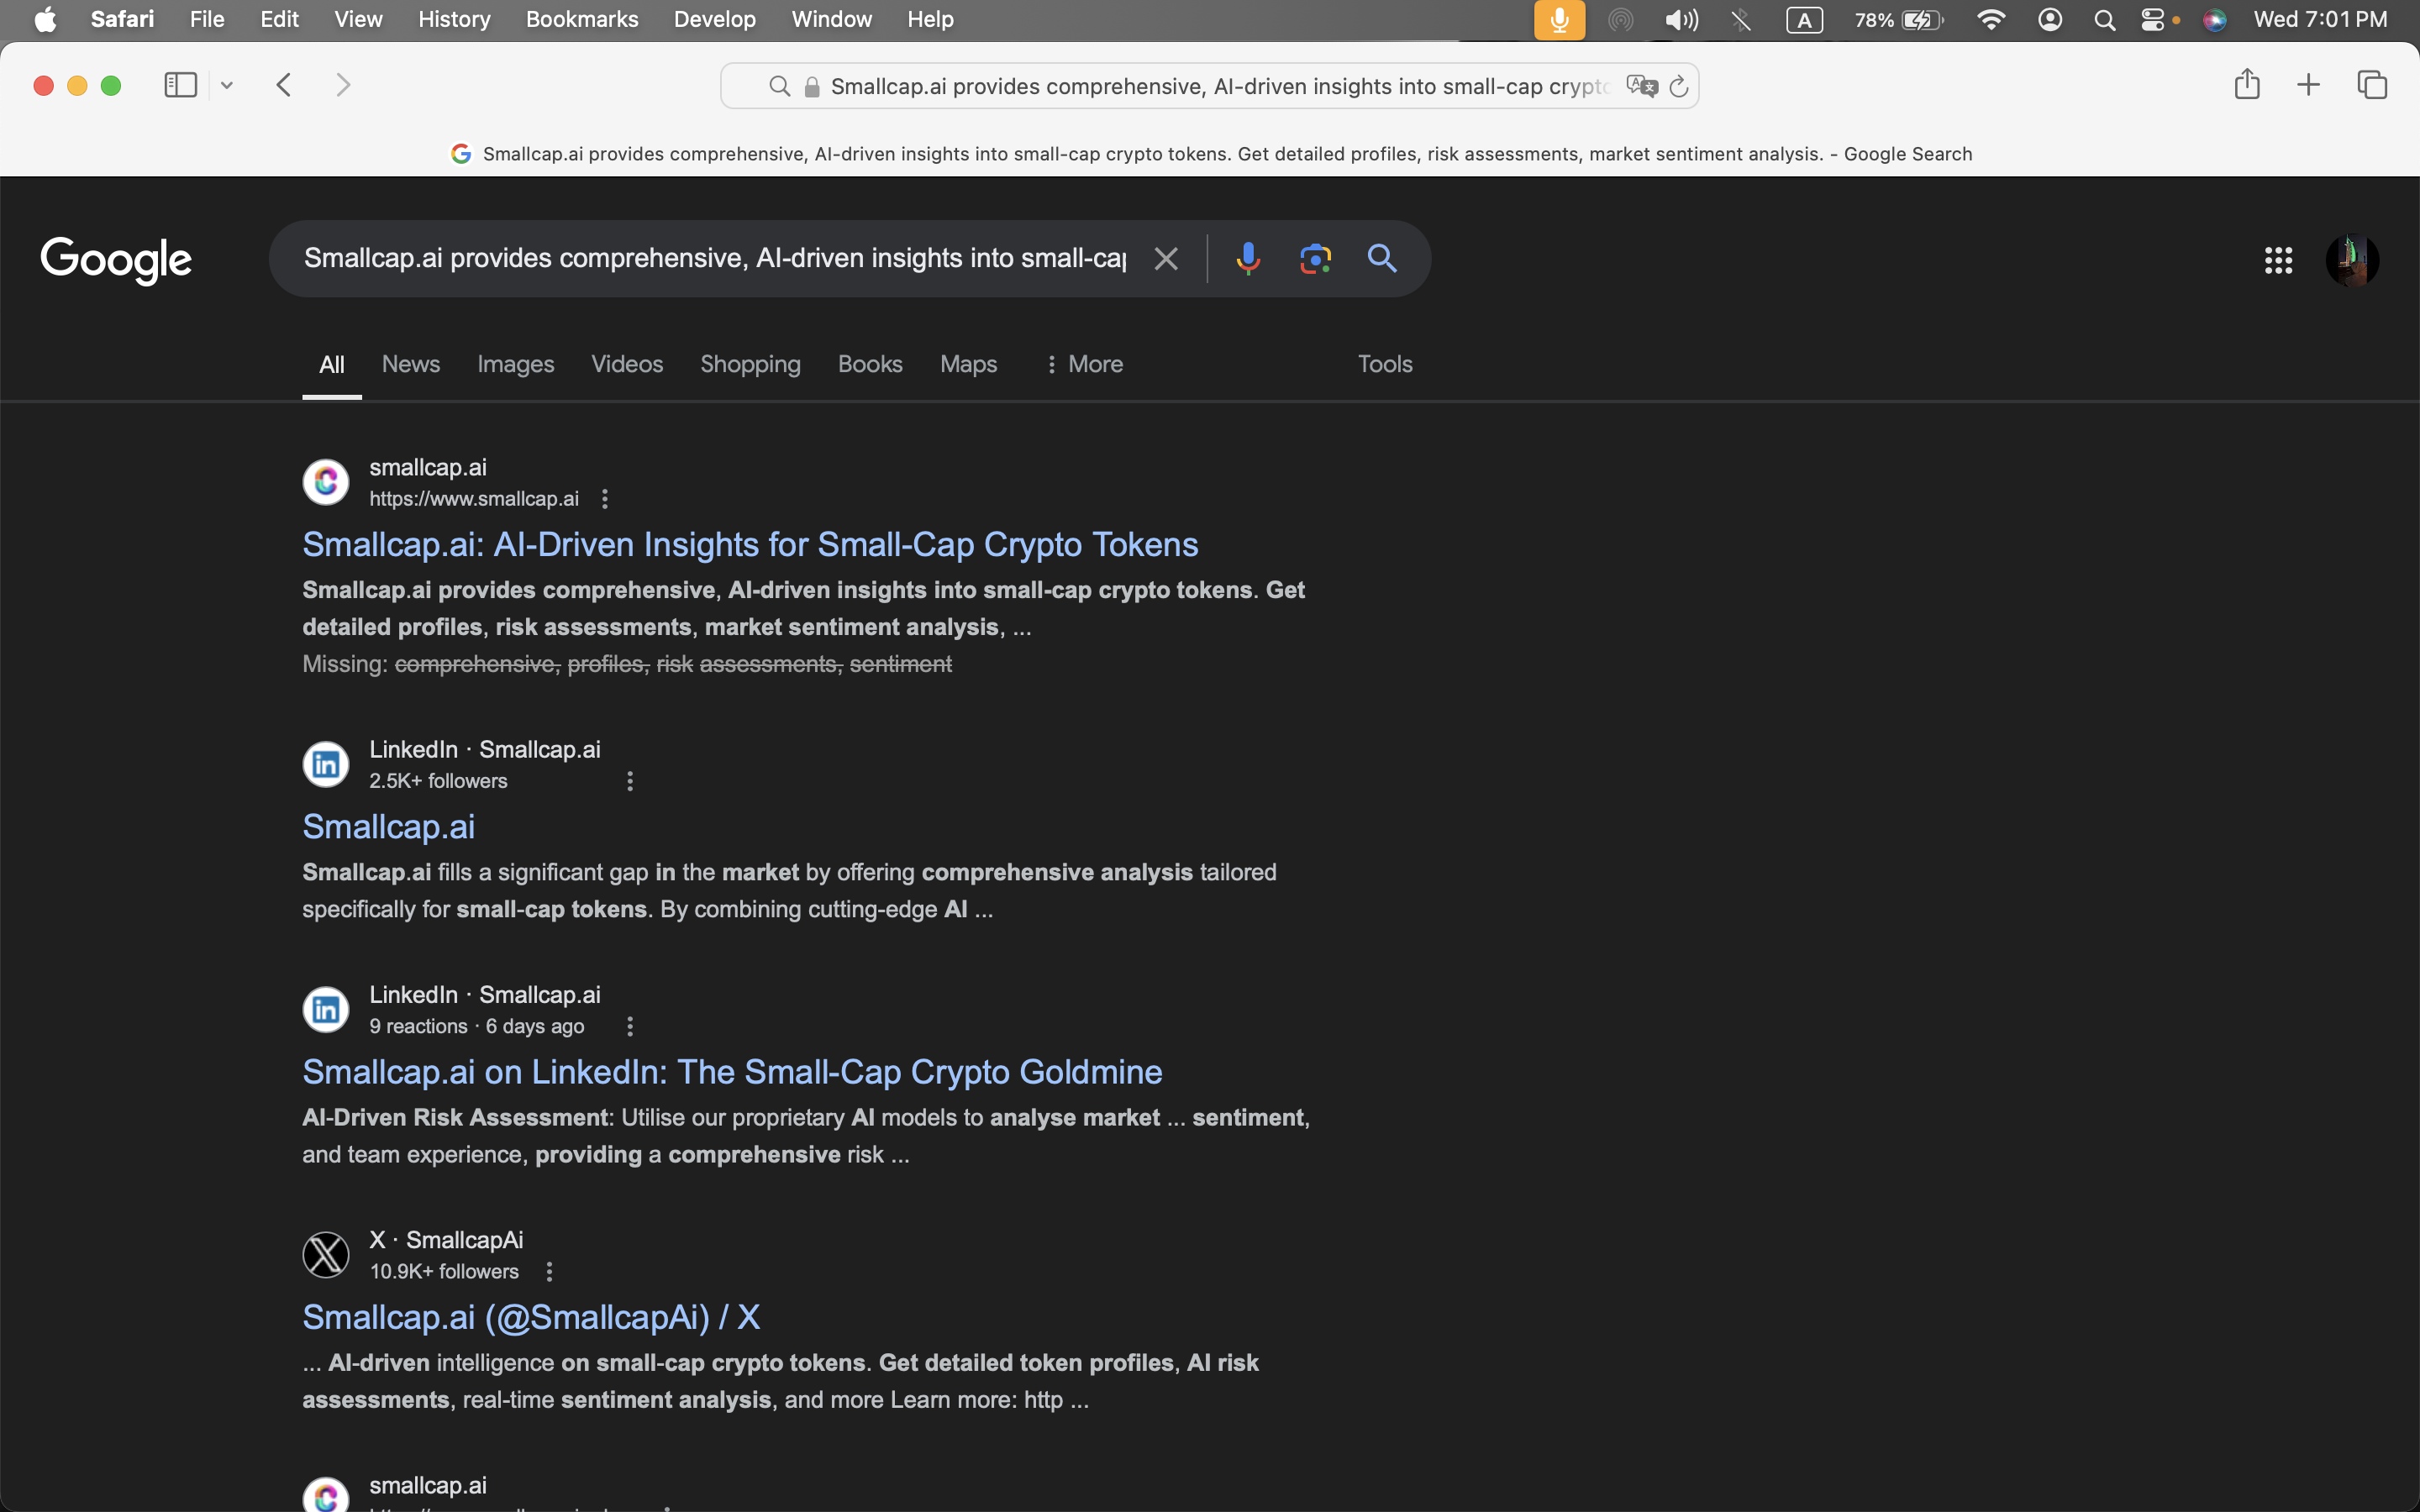 Safari File Edit View History Bookmarks Develop Window Help A 78% Wed 7:01 PM
Smallcap.ai provides comprehensive, AI-driven insights into small-cap crypto
Smallcap.ai provides comprehensive, AI-driven insights into small-cap crypto tokens. Get detailed profiles, risk assessments, market sentiment analysis. - Google Search
Google
Smallcap.ai provides comprehensive, AI-driven insights into small-cap
All News Images Videos Shopping Books Maps More Tools
smallcap.ai
https://www.smallcap.ai
Smallcap.ai: AI-Driven Insights for Small-Cap Crypto Tokens
Smallcap.ai provides comprehensive, AI-driven insights into small-cap crypto tokens. Get
detailed profiles, risk assessments, market sentiment analysis, ...
Missing: comprehensive, profiles, risk assessments, sentiment
LinkedIn · Smallcap.ai
2.5K+ followers
Smallcap.ai
Smallcap.ai fills a significant gap in the market by offering comprehensive analysis tailored
specifically for small-cap tokens. By combining cutting-edge AI ...
LinkedIn · Smallcap.ai
9 reactions · 6 days ago
Smallcap.ai on LinkedIn: The Small-Cap Crypto Goldmine
AI-Driven Risk Assessment: Utilise our proprietary AI models to analyse market ... sentiment,
and team experience, providing a comprehensive risk ...
X · SmallcapAi
10.9K+ followers
Smallcap.ai (@SmallcapAi) / X
... AI-driven intelligence on small-cap crypto tokens. Get detailed token profiles, AI risk
assessments, real-time sentiment analysis, and more Learn more: http ...
smallcap.ai